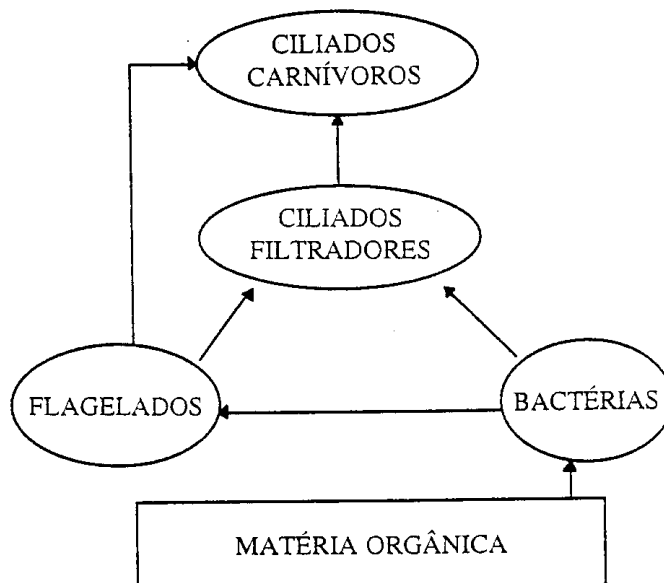 CILIADOS
CARNÍVOROS
CILIADOS
FILTRADORES
FLAGELADOS
BACTÉRIAS
MATÉRIA ORGÂNICA